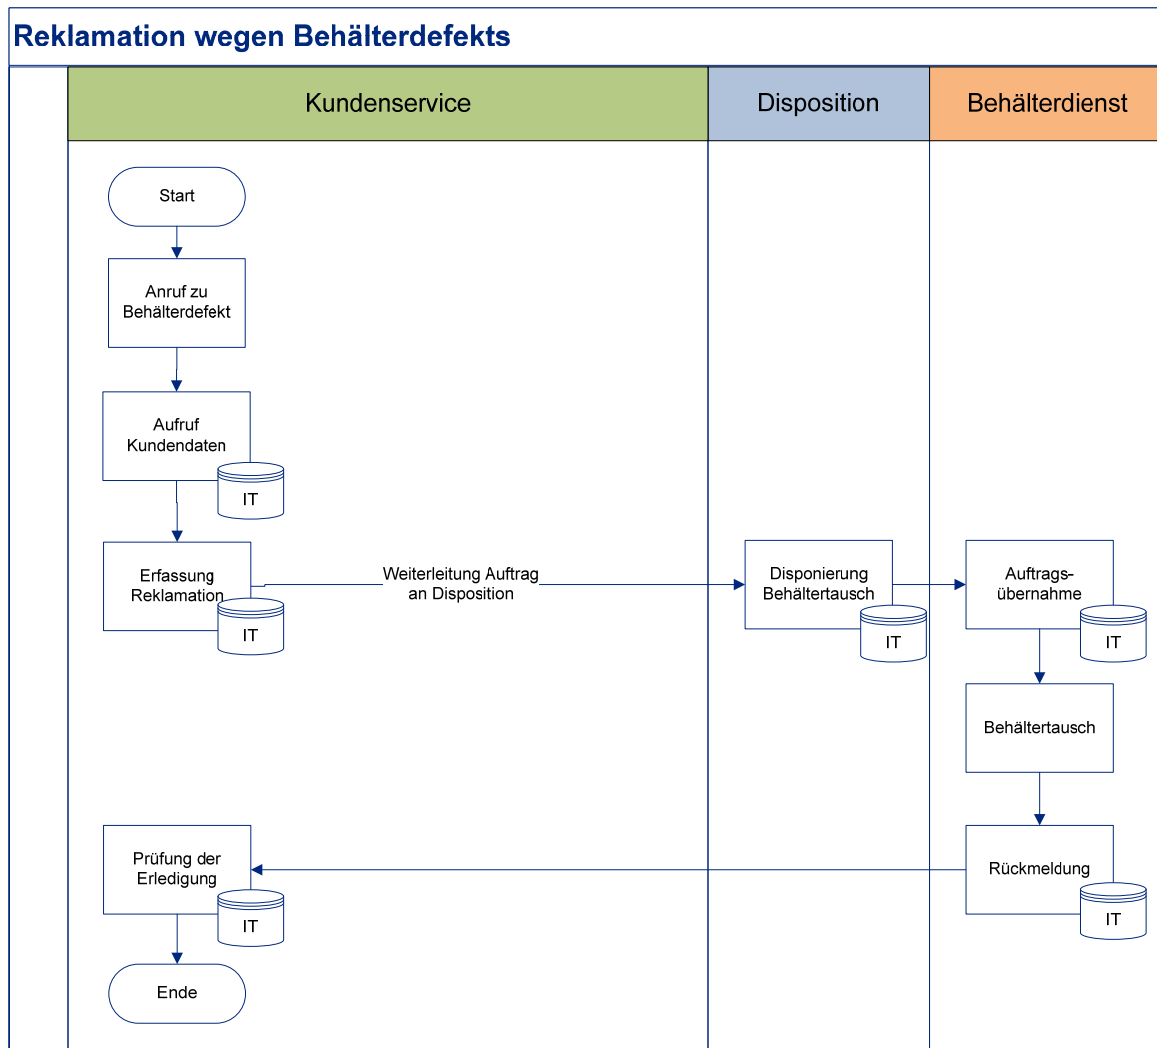 Reklamation wegen Behälterdefekts
Kundenservice
Disposition
Behälterdienst
Start
Anruf zu
Behälterdefekt
Aufruf
Kundendaten
IT
Erfassung
Reklamation
IT
Weiterleitung Auftrag
an Disposition
Disponierung
Behältertausch
IT
Auftrags-
übernahme
IT
Behältertausch
Rückmeldung
IT
Prüfung der
Erledigung
IT
Ende